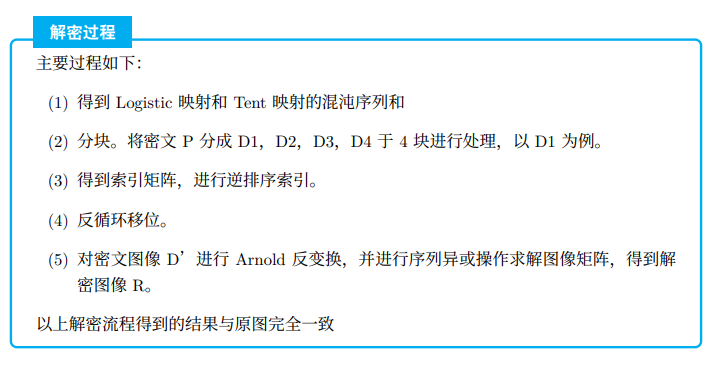 解密过程
主要过程如下：
(1) 得到 Logistic 映射和 Tent 映射的混沌序列和
(2) 分块。将密文 P 分成 D1，D2，D3，D4 于 4 块进行处理，以 D1 为例。
(3) 得到索引矩阵，进行逆排序索引。
(4) 反循环移位。
(5) 对密文图像 D’进行 Arnold 反变换，并进行序列异或操作求解图像矩阵，得到解
密图像 R。
以上解密流程得到的结果与原图完全一致